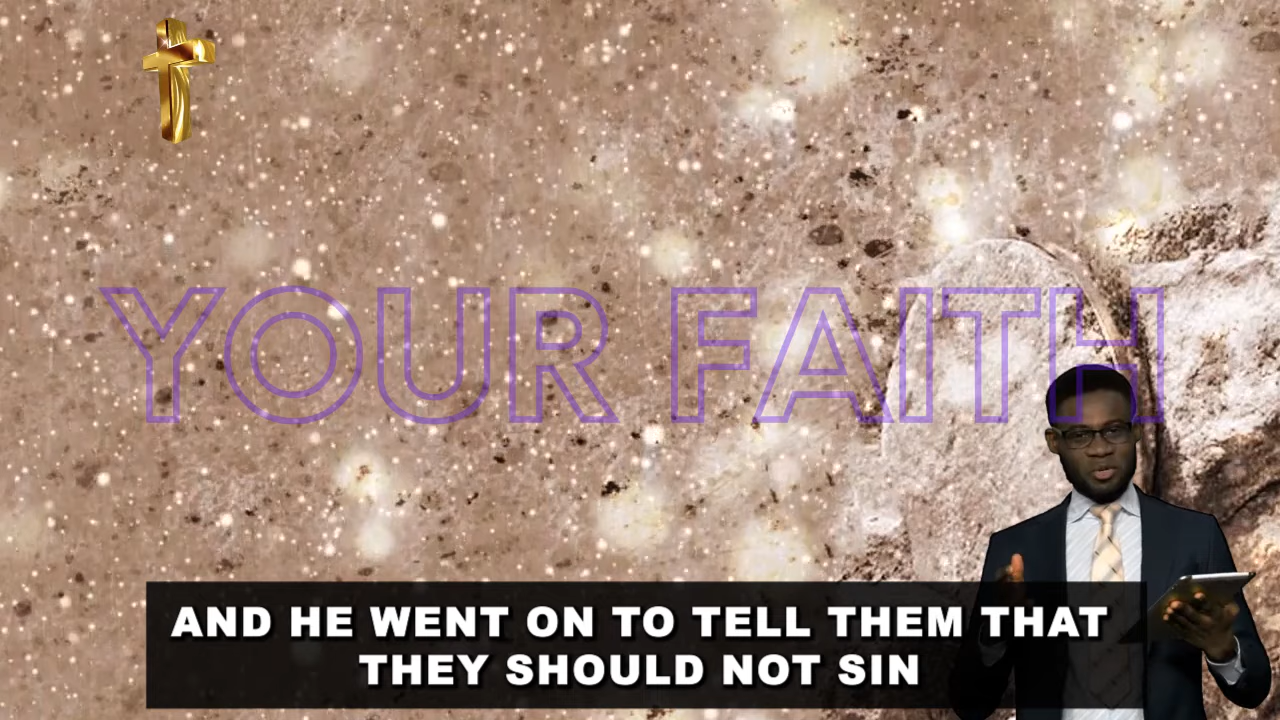 YOUR FAITH
AND HE WENT ON TO TELL THEM THAT
THEY SHOULD NOT SIN